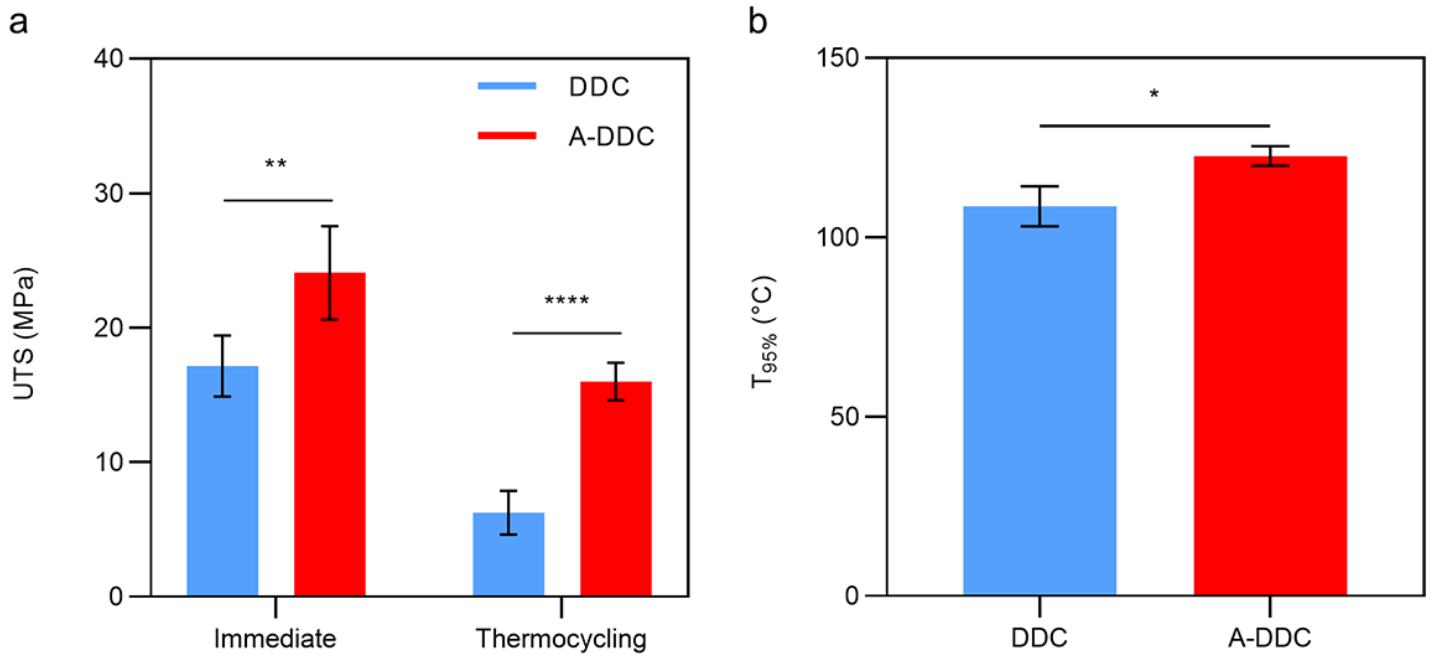 a
UTS (MPa)
40
30
20
10
0
DDC
A-DDC
**
****
Immediate
Thermocycling
b
T95% (°C)
150
100
50
0
*
DDC
A-DDC